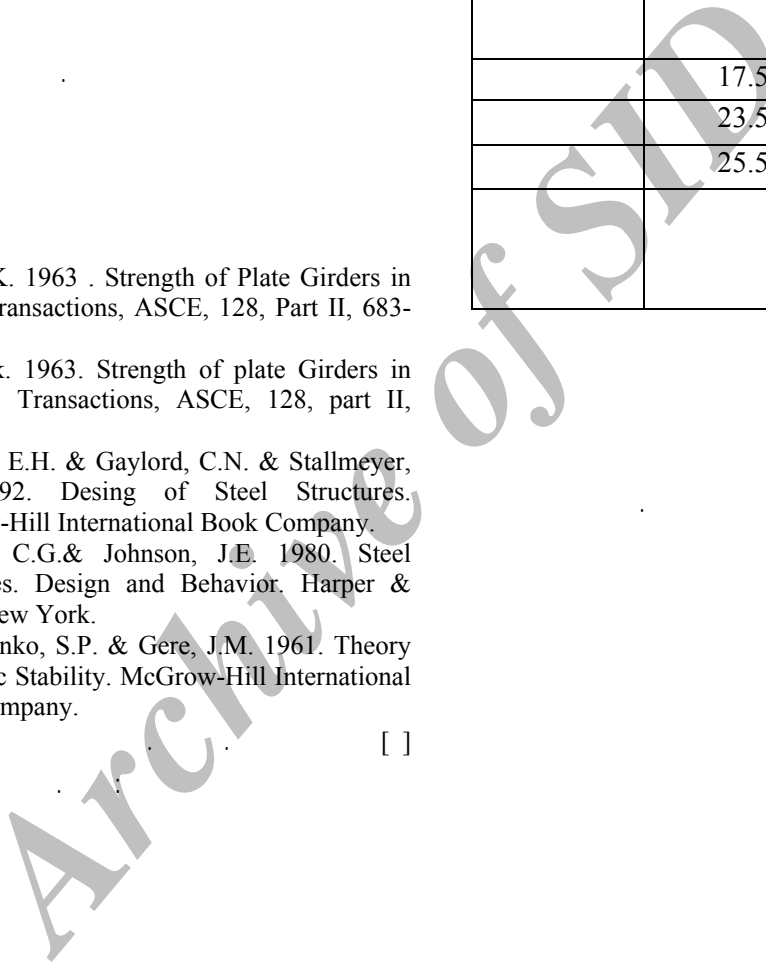 17.5
23.5
25.5
K. 1963 . Strength of Plate Girders in
ransactions, ASCE, 128, Part II, 683-
k. 1963. Strength of plate Girders in
Transactions, ASCE, 128, part II,
E.H. & Gaylord, C.N. & Stallmeyer,
92. Desing of Steel Structures.
-Hill International Book Company.
C.G.& Johnson, J.E. 1980. Steel
es. Design and Behavior. Harper &
ew York.
nko, S.P. & Gere, J.M. 1961. Theory
c Stability. McGrow-Hill International
mpany.
. . [ ]
. :
Archive of SID